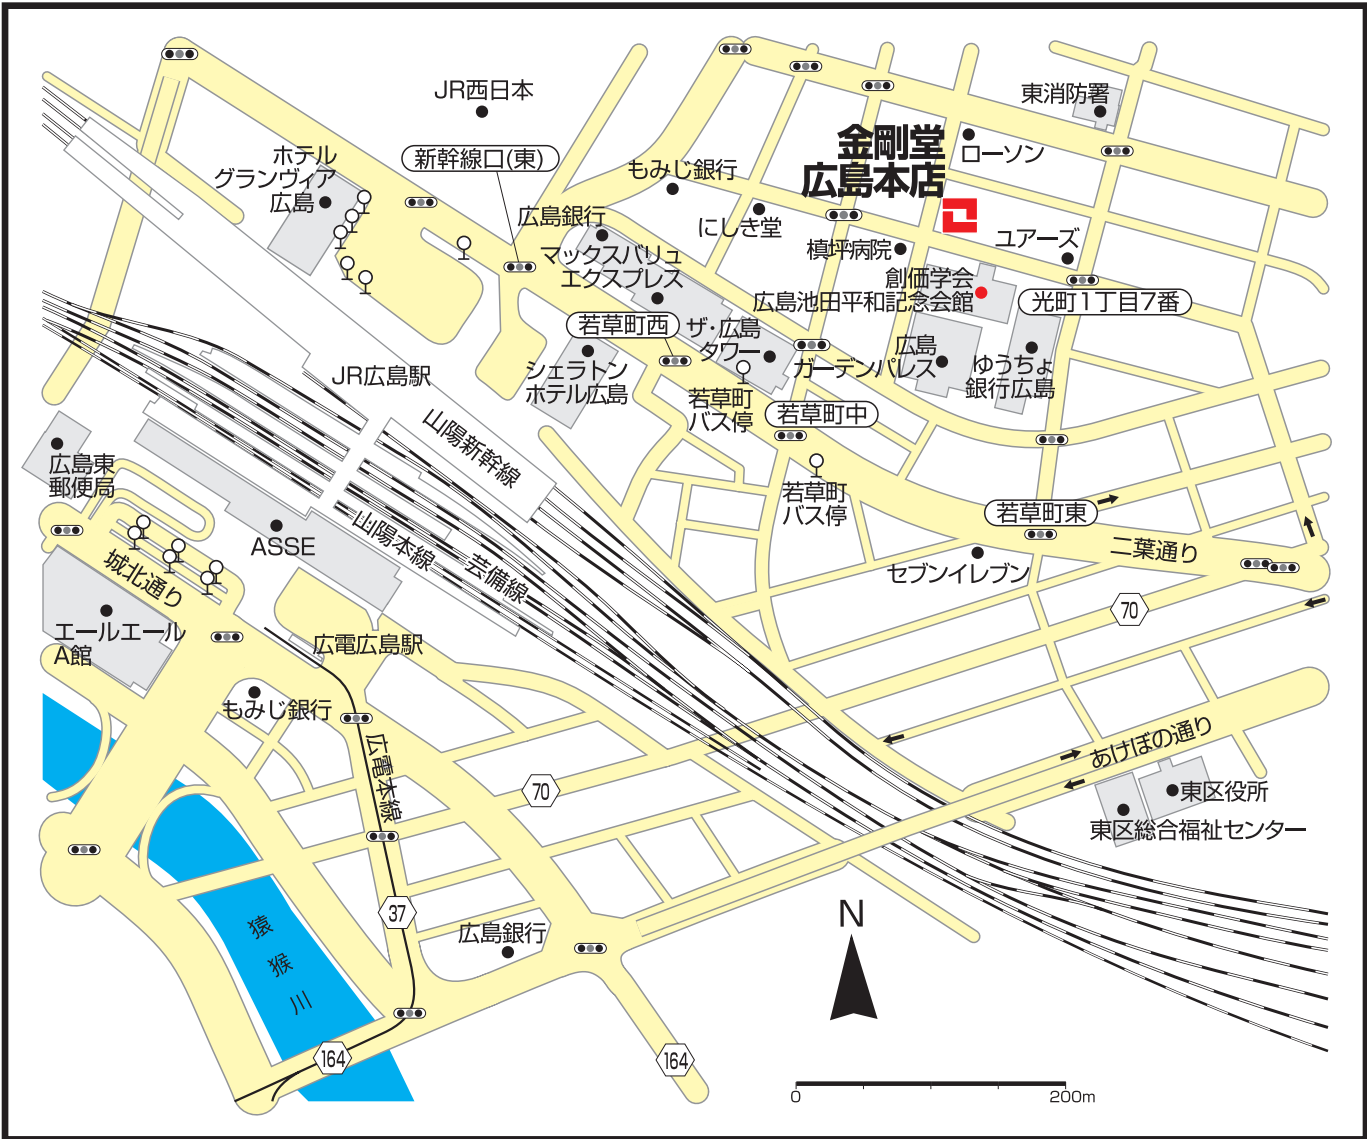 JR西日本
東消防署
金剛堂
広島本店
ローソン
ホテル
グランヴィア
広島
新幹線口(東)
もみじ銀行
広島銀行
にしき堂
マックスバリュ
エクスプレス
槙坪病院
ユアーズ
創価学会
広島池田平和記念会館
光町1丁目7番
若草町西
ザ・広島
タワー
広島
ガーデンパレス
ゆうちょ
銀行広島
JR広島駅
シェラトン
ホテル広島
若草町
バス停
若草町中
山陽新幹線
広島東
郵便局
若草町
バス停
若草町東
ASSE
山陽本線
芸備線
二葉通り
城北通り
セブンイレブン
70
エールエール
A館
広電広島駅
もみじ銀行
広電本線
あけぼの通り
70
東区役所
東区総合福祉センター
37
猿
猴
川
広島銀行
N
164
164
0
200m